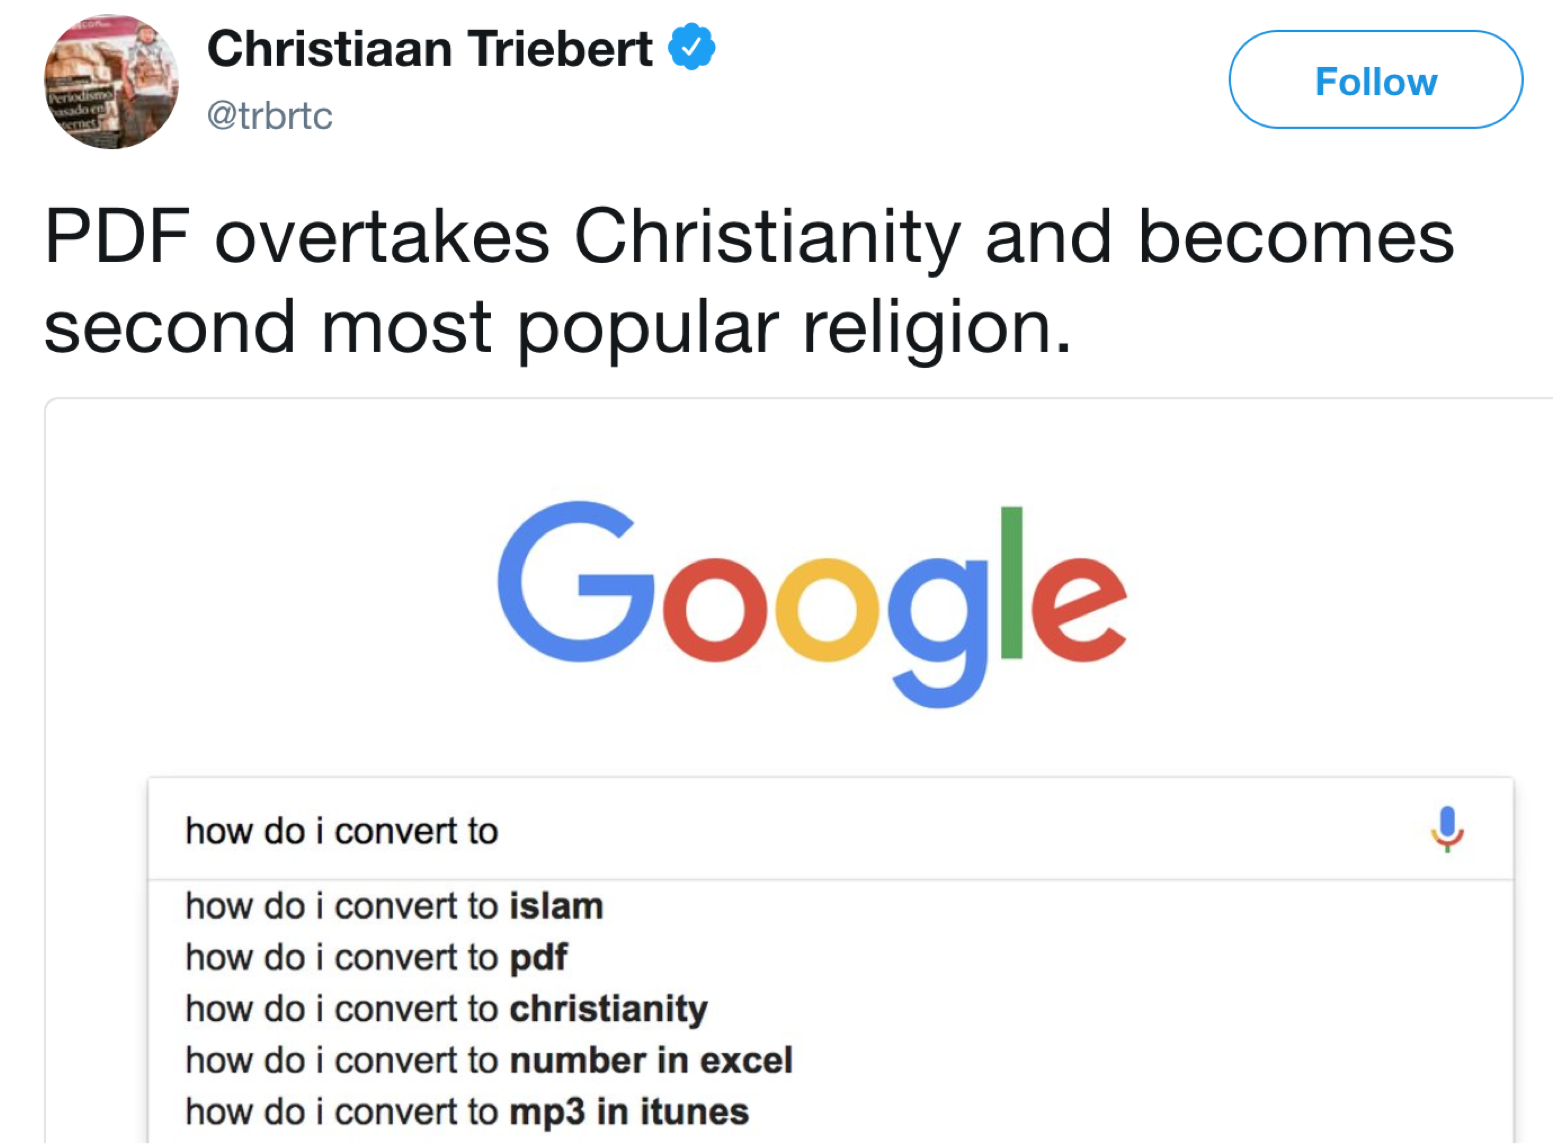 Christiaan Triebert
@trbrtc
Follow
PDF overtakes Christianity and becomes
second most popular religion.
Google
how do i convert to
how do i convert to islam
how do i convert to pdf
how do i convert to christianity
how do i convert to number in excel
how do i convert to mp3 in itunes